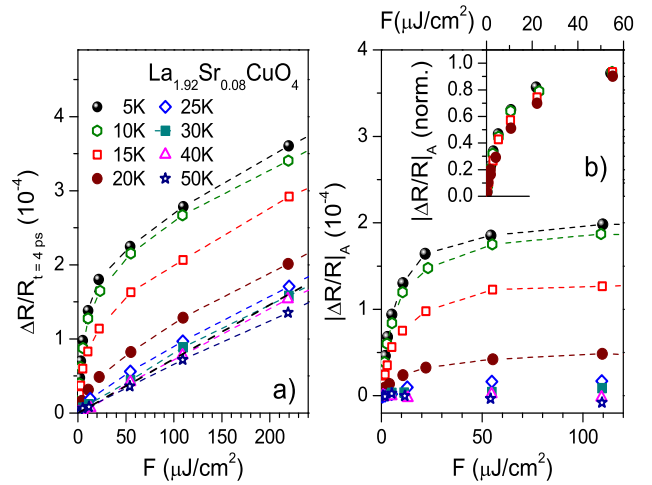 La1.92Sr0.08CuO4
5K 25K
10K 30K
15K 40K
20K 50K
4
3
2
1
0
ΔR/Rt = 4 ps (10-4)
0 50 100 150 200
F (μJ/cm2)
a)
F(μJ/cm2)
0 20 40 60
1.0
0.8
0.6
0.4
0.2
0.0
|ΔR/R|A (norm.)
b)
4
3
2
1
0
|ΔR/R|A (10-4)
0 20 40 60 80 100
F (μJ/cm2)